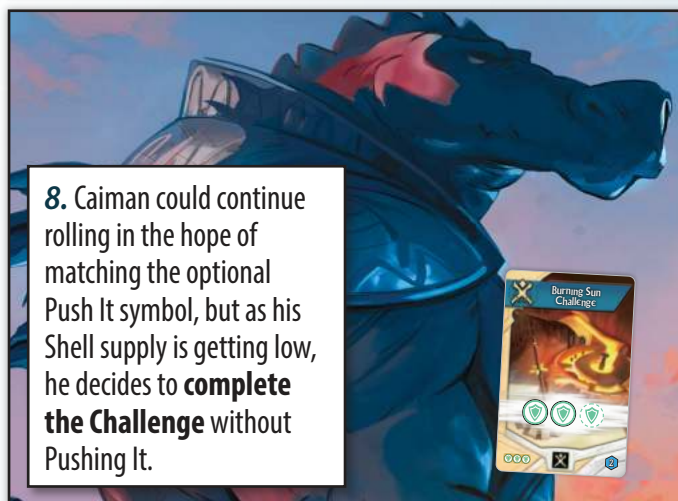 8. Caiman could continue
rolling in the hope of
matching the optional
Push It symbol, but as his
Shell supply is getting low,
he decides to complete
the Challenge without
Pushing It.
Burning Sun
Challenge
2